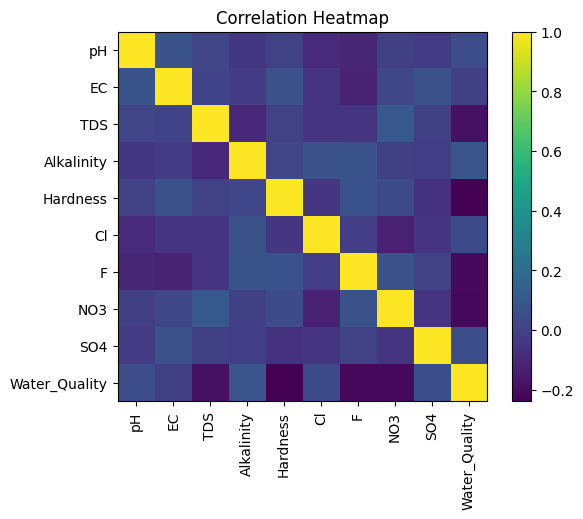 Correlation Heatmap
pH
EC
TDS
Alkalinity
Hardness
Cl
F
NO3
SO4
Water_Quality
pH
EC
TDS
Alkalinity
Hardness
Cl
F
NO3
SO4
Water_Quality
1.0
0.8
0.6
0.4
0.2
0.0
−0.2